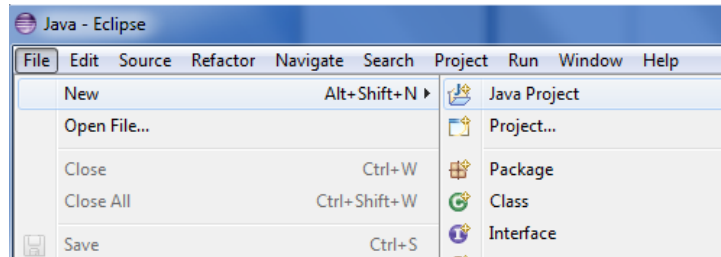 Java - Eclipse
File Edit Source Refactor Navigate Search Project Run Window Help
New Alt+Shift+N Java Project
Open File... Project...
Close Ctrl+W Package
Close All Ctrl+Shift+W Class
Interface
Save Ctrl+S